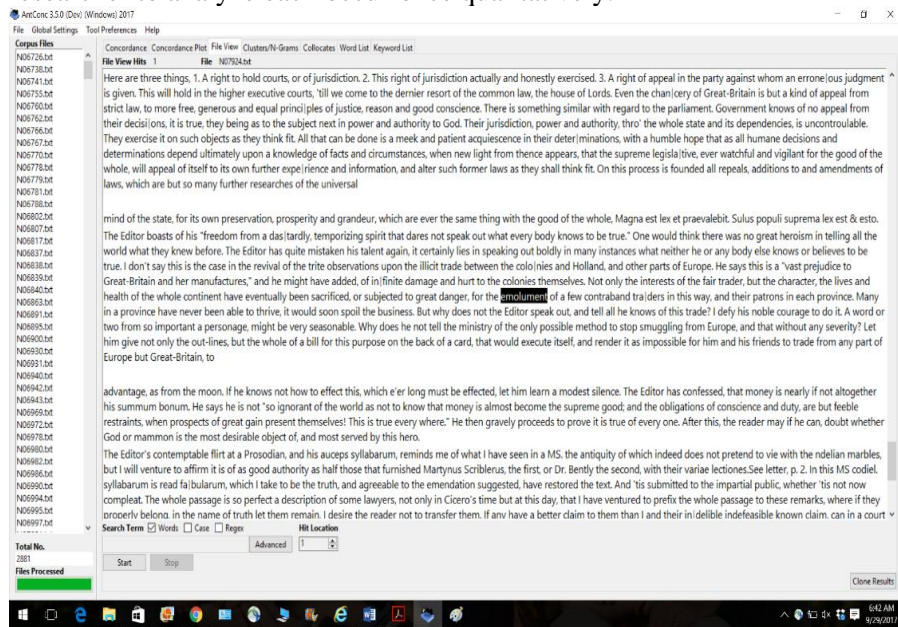 AntConc 3.5.0 (Dev) (Windows) 2017
File Global Settings Tool Preferences Help
Corpus Files
N06726.txt
N06738.txt
N06741.txt
N06755.txt
N06760.txt
N06762.txt
N06766.txt
N06767.txt
N06770.txt
N06778.txt
N06779.txt
N06781.txt
N06788.txt
N06802.txt
N06807.txt
N06817.txt
N06837.txt
N06838.txt
N06839.txt
N06840.txt
N06863.txt
N06891.txt
N06895.txt
N06900.txt
N06930.txt
N06931.txt
N06940.txt
N06942.txt
N06943.txt
N06969.txt
N06972.txt
N06978.txt
N06980.txt
N06982.txt
N06986.txt
N06990.txt
N06994.txt
N06995.txt
N06997.txt
Total No.
2881
Files Processed
Concordance Concordance Plot File View Clusters/N-Grams Collocates Word List Keyword List
File View Hits 1 File N07924.txt
Here are three things, 1. A right to hold courts, or of jurisdiction. 2. This right of jurisdiction actually and honestly exercised. 3. A right of appeal in the party against whom an errone|ous judgment
is given. This will hold in the higher executive courts, 'till we come to the dernier resort of the common law, the house of Lords. Even the chan|cery of Great-Britain is but a kind of appeal from
strict law, to more free, generous and equal princi|ples of justice, reason and good conscience. There is something similar with regard to the parliament. Government knows of no appeal from
their decisi|ons, it is true, they being as to the subject next in power and authority to God. Their jurisdiction, power and authority, thro' the whole state and its dependencies, is uncontroulable.
They exercise it on such objects as they think fit. All that can be done is a meek and patient acquiescence in their deter|minations, with a humble hope that as all humane decisions and
determinations depend ultimately upon a knowledge of facts and circumstances, when new light from thence appears, that the supreme legisla|tive, ever watchful and vigilant for the good of the
whole, will appeal of itself to its own further expe|rience and information, and alter such former laws as they shall think fit. On this process is founded all repeals, additions to and amendments of
laws, which are but so many further researches of the universal
mind of the state, for its own preservation, prosperity and grandeur, which are ever the same thing with the good of the whole, Magna est lex et praevalebit. Sulus populi suprema lex est & esto.
The Editor boasts of his "freedom from a das|tardly, temporizing spirit that dares not speak out what every body knows to be true." One would think there was no great heroism in telling all the
world what they knew before. The Editor has quite mistaken his talent again, it certainly lies in speaking out boldly in many instances what neither he or any body else knows or believes to be
true. I don't say this is the case in the revival of the trite observations upon the illicit trade between the colo|nies and Holland, and other parts of Europe. He says this is a "vast prejudice to
Great-Britain and her manufactures," and he might have added, of in|finite damage and hurt to the colonies themselves. Not only the interests of the fair trader, but the character, the lives and
health of the whole continent have eventually been sacrificed, or subjected to great danger, for the emolument of a few contraband tra|ders in this way, and their patrons in each province. Many
in a province have never been able to thrive, it would soon spoil the business. But why does not the Editor speak out, and tell all he knows of this trade? I defy his noble courage to do it. A word or
two from so important a personage, might be very seasonable. Why does he not tell the ministry of the only possible method to stop smuggling from Europe, and that without any severity? Let
him give not only the out-lines, but the whole of a bill for this purpose on the back of a card, that would execute itself, and render it as impossible for him and his friends to trade from any part of
Europe but Great-Britain, to
advantage, as from the moon. If he knows not how to effect this, which e'er long must be effected, let him learn a modest silence. The Editor has confessed, that money is nearly if not altogether
his summum bonum. He says he is not "so ignorant of the world as not to know that money is almost become the supreme good; and the obligations of conscience and duty, are but feeble
restraints, when prospects of great gain present themselves! This is true every where." He then gravely proceeds to prove it is true of every one. After this, the reader may if he can, doubt whether
God or mammon is the most desirable object of, and most served by this hero.
The Editor's contemptable flirt at a Prosodian, and his auceps syllabarum, reminds me of what I have seen in a MS. the antiquity of which indeed does not pretend to vie with the ndelian marbles,
but I will venture to affirm it is of as good authority as half those that furnished Martynus Scriblerus, the first, or Dr. Bently the second, with their variae lectiones.See letter, p. 2. In this MS codiel.
syllabarum is read fa|bularum, which I take to be the truth, and agreeable to the emendation suggested, have restored the text. And 'tis submitted to the impartial public, whether 'tis not now
compleat. The whole passage is so perfect a description of some lawyers, not only in Cicero's time but at this day, that I have ventured to prefix the whole passage to these remarks, where if they
properly belong, in the name of truth let them remain. I desire the reader not to transfer them. If any have a better claim to them than I and their in|delible indefeasible known claim, can in a court
Search Term Words Case Regex Hit Location
Advanced 1
Start Stop
Clone Results
6:42 AM
9/29/2017